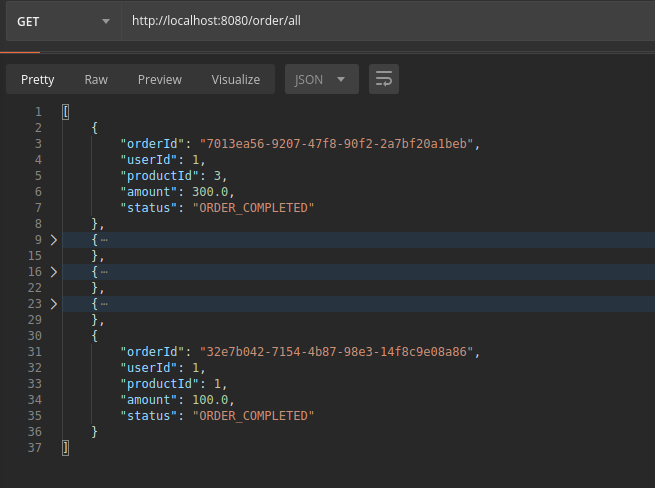 GET http://localhost:8080/order/all
Pretty Raw Preview Visualize JSON
1 [
2 {
3 "orderId": "7013ea56-9207-47f8-90f2-2a7bf20a1beb",
4 "userId": 1,
5 "productId": 3,
6 "amount": 300.0,
7 "status": "ORDER_COMPLETED"
8 },
9 {⋯
15 },
16 {⋯
22 },
23 {⋯
29 },
30 {
31 "orderId": "32e7b042-7154-4b87-98e3-14f8c9e08a86",
32 "userId": 1,
33 "productId": 1,
34 "amount": 100.0,
35 "status": "ORDER_COMPLETED"
36 }
37 ]